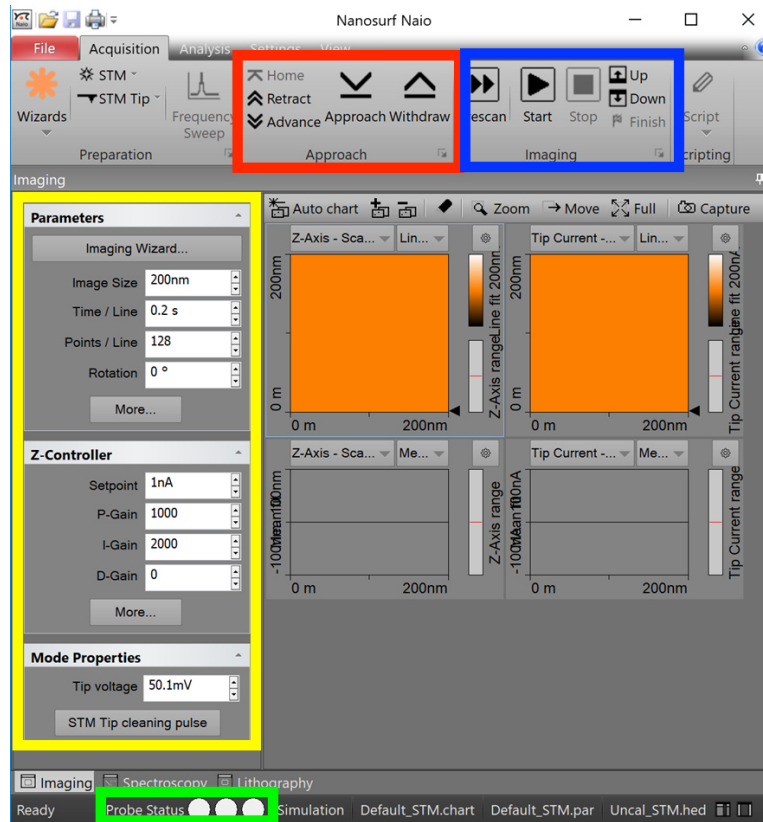 Naio
Nanosurf Naio
File Acquisition Analysis Settings View
STM
STM Tip
Wizards
Frequency
Sweep
Preparation
Home
Retract
Advance
Approach Withdraw
Approach
Start Stop
Up
Down
Finish
Imaging
Script
Imaging
Parameters
Imaging Wizard...
Image Size 200nm
Time / Line 0.2 s
Points / Line 128
Rotation 0 °
More...
Z-Controller
Setpoint 1nA
P-Gain 1000
I-Gain 2000
D-Gain 0
More...
Mode Properties
Tip voltage 50.1mV
STM Tip cleaning pulse
Auto chart Zoom Move Full Capture
Z-Axis - Sca... Lin...
200nm
0 m
0 m 200nm
Z-Axis range
Line fit 200nm
Tip Current -... Lin...
200nm
0 m
0 m 200nm
Tip Current range
Z-Axis - Sca... Me...
0 m 200nm
Z-Axis range
Tip Current -... Me...
0 m 200nm
Tip Current range
Imaging Spectroscopy Lithography
Ready Probe Status Simulation Default_STM.chart Default_STM.par Uncal_STM.hed